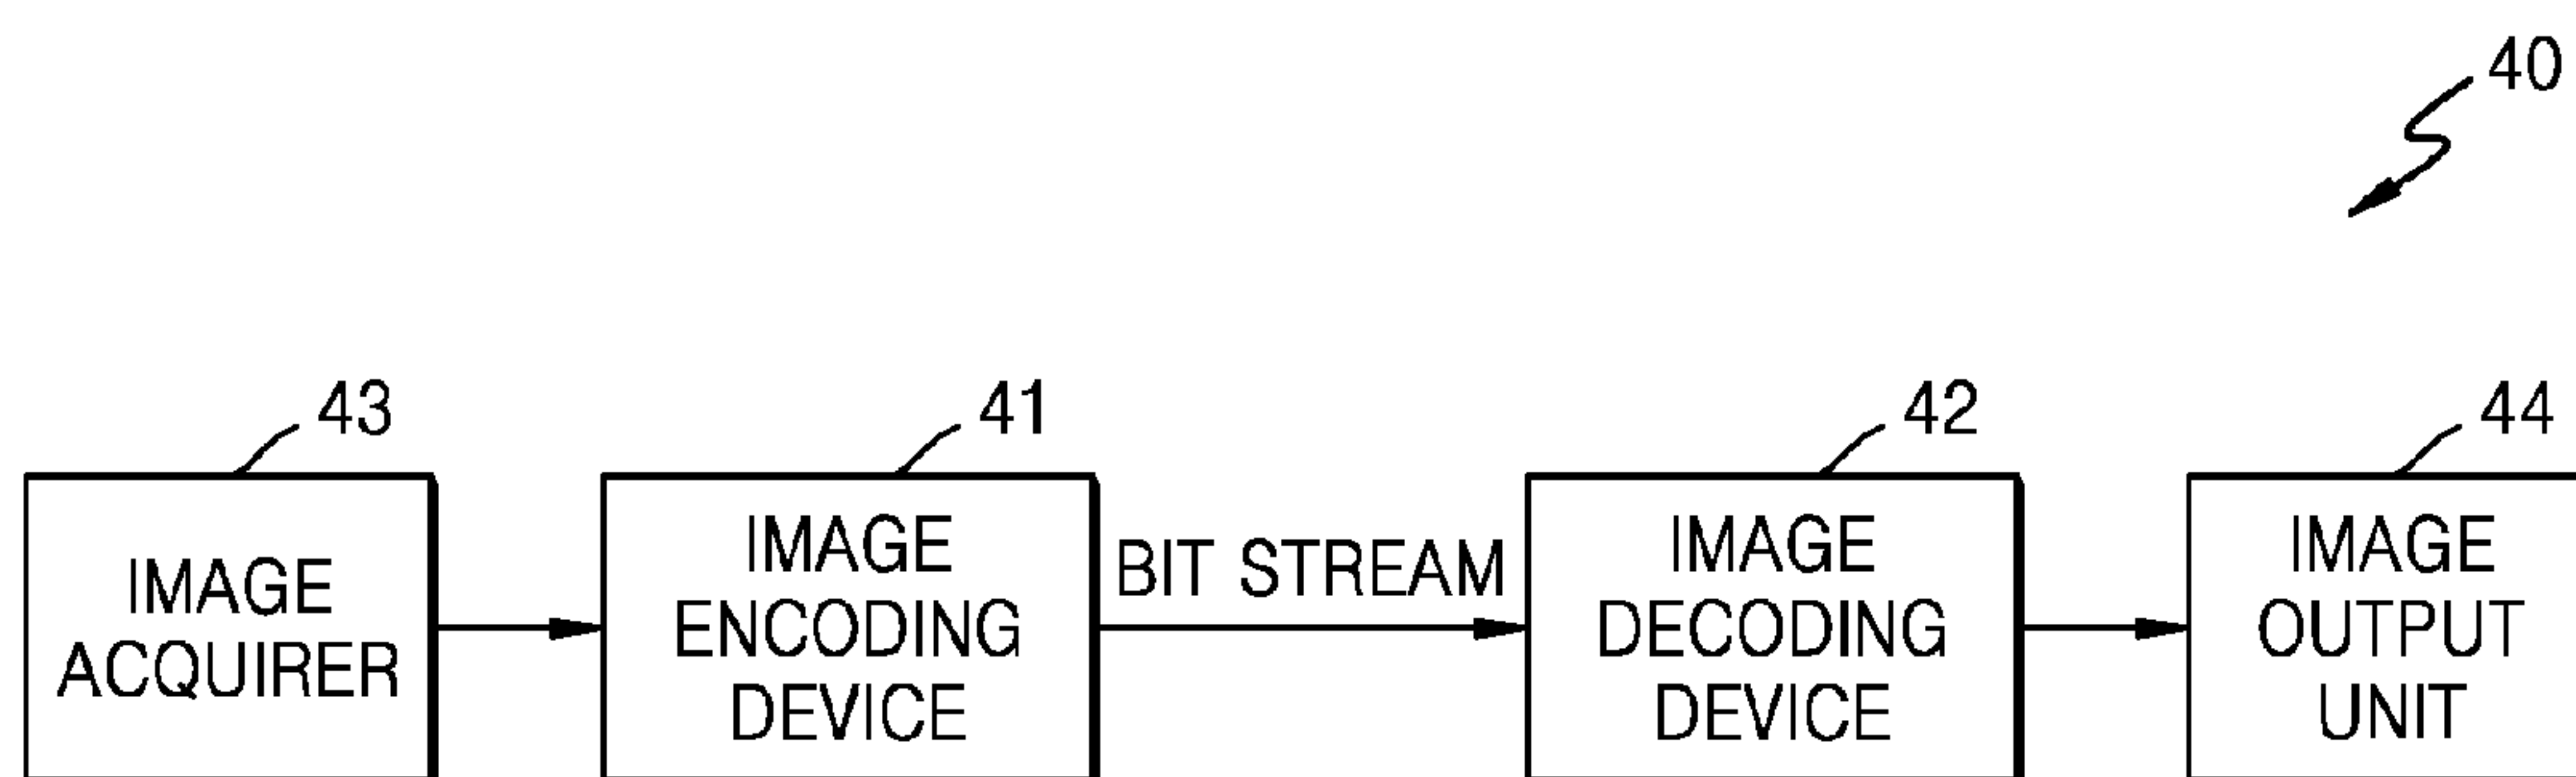 40
43
41
42
44
IMAGE
ACQUIRER
IMAGE
ENCODING
DEVICE
BIT STREAM
IMAGE
DECODING
DEVICE
IMAGE
OUTPUT
UNIT